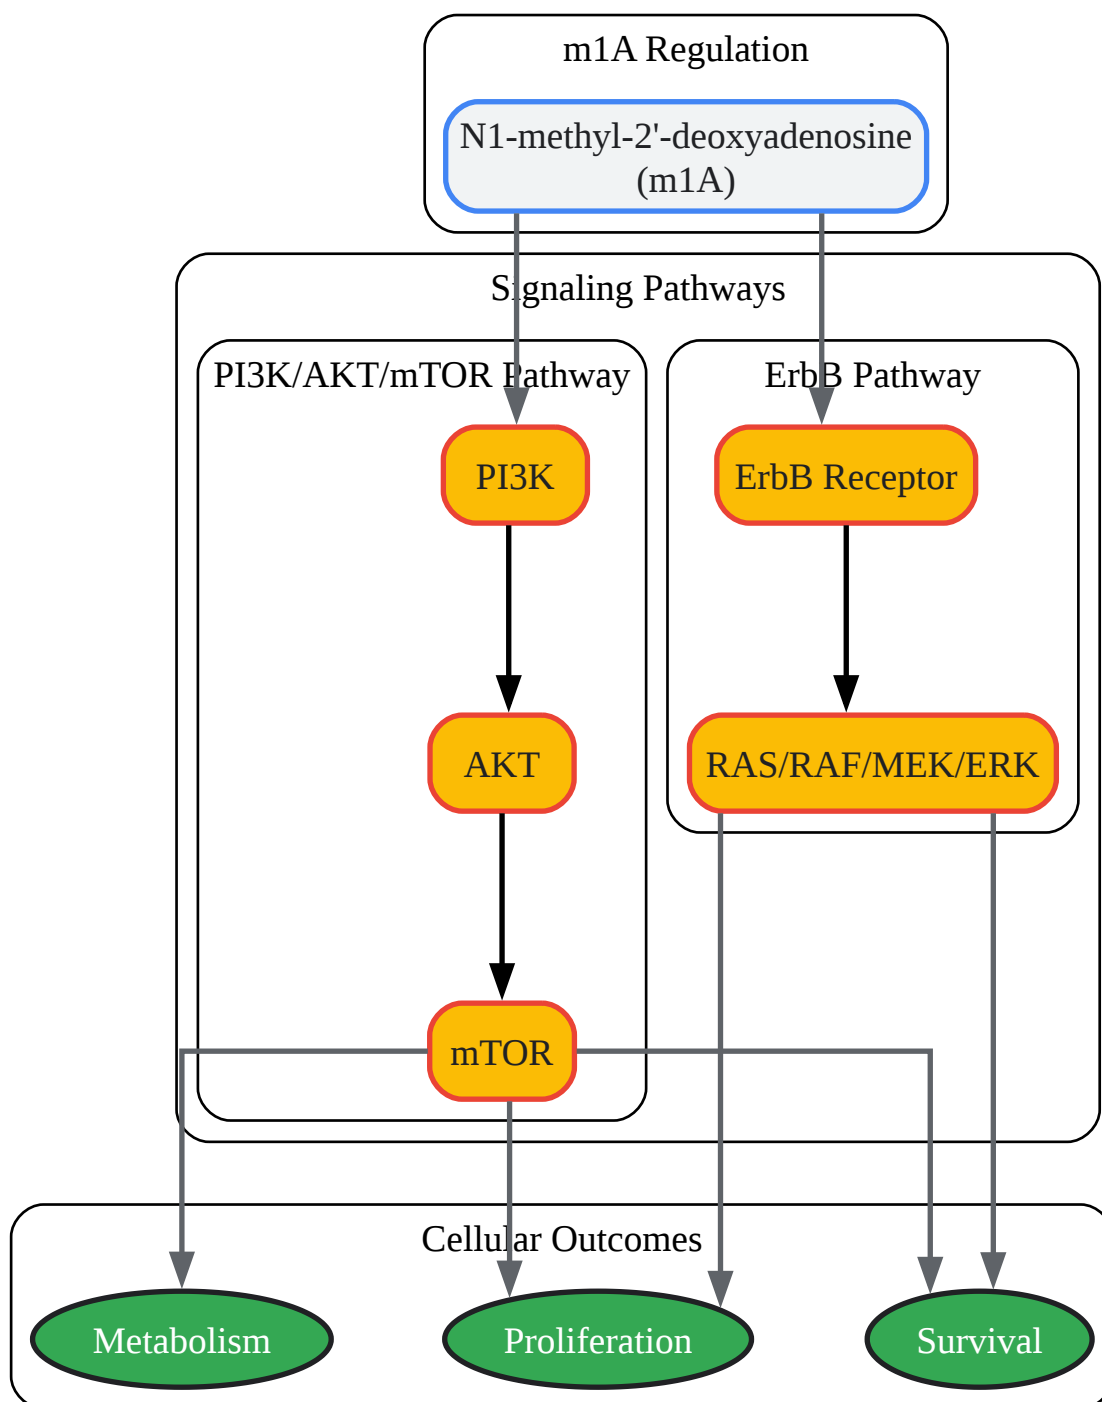 m1A Regulation
N1-methyl-2'-deoxyadenosine
(m1A)
Signaling Pathways
PI3K/AKT/mTOR Pathway
ErbB Pathway
PI3K
ErbB Receptor
AKT
RAS/RAF/MEK/ERK
mTOR
Cellular Outcomes
Metabolism
Proliferation
Survival